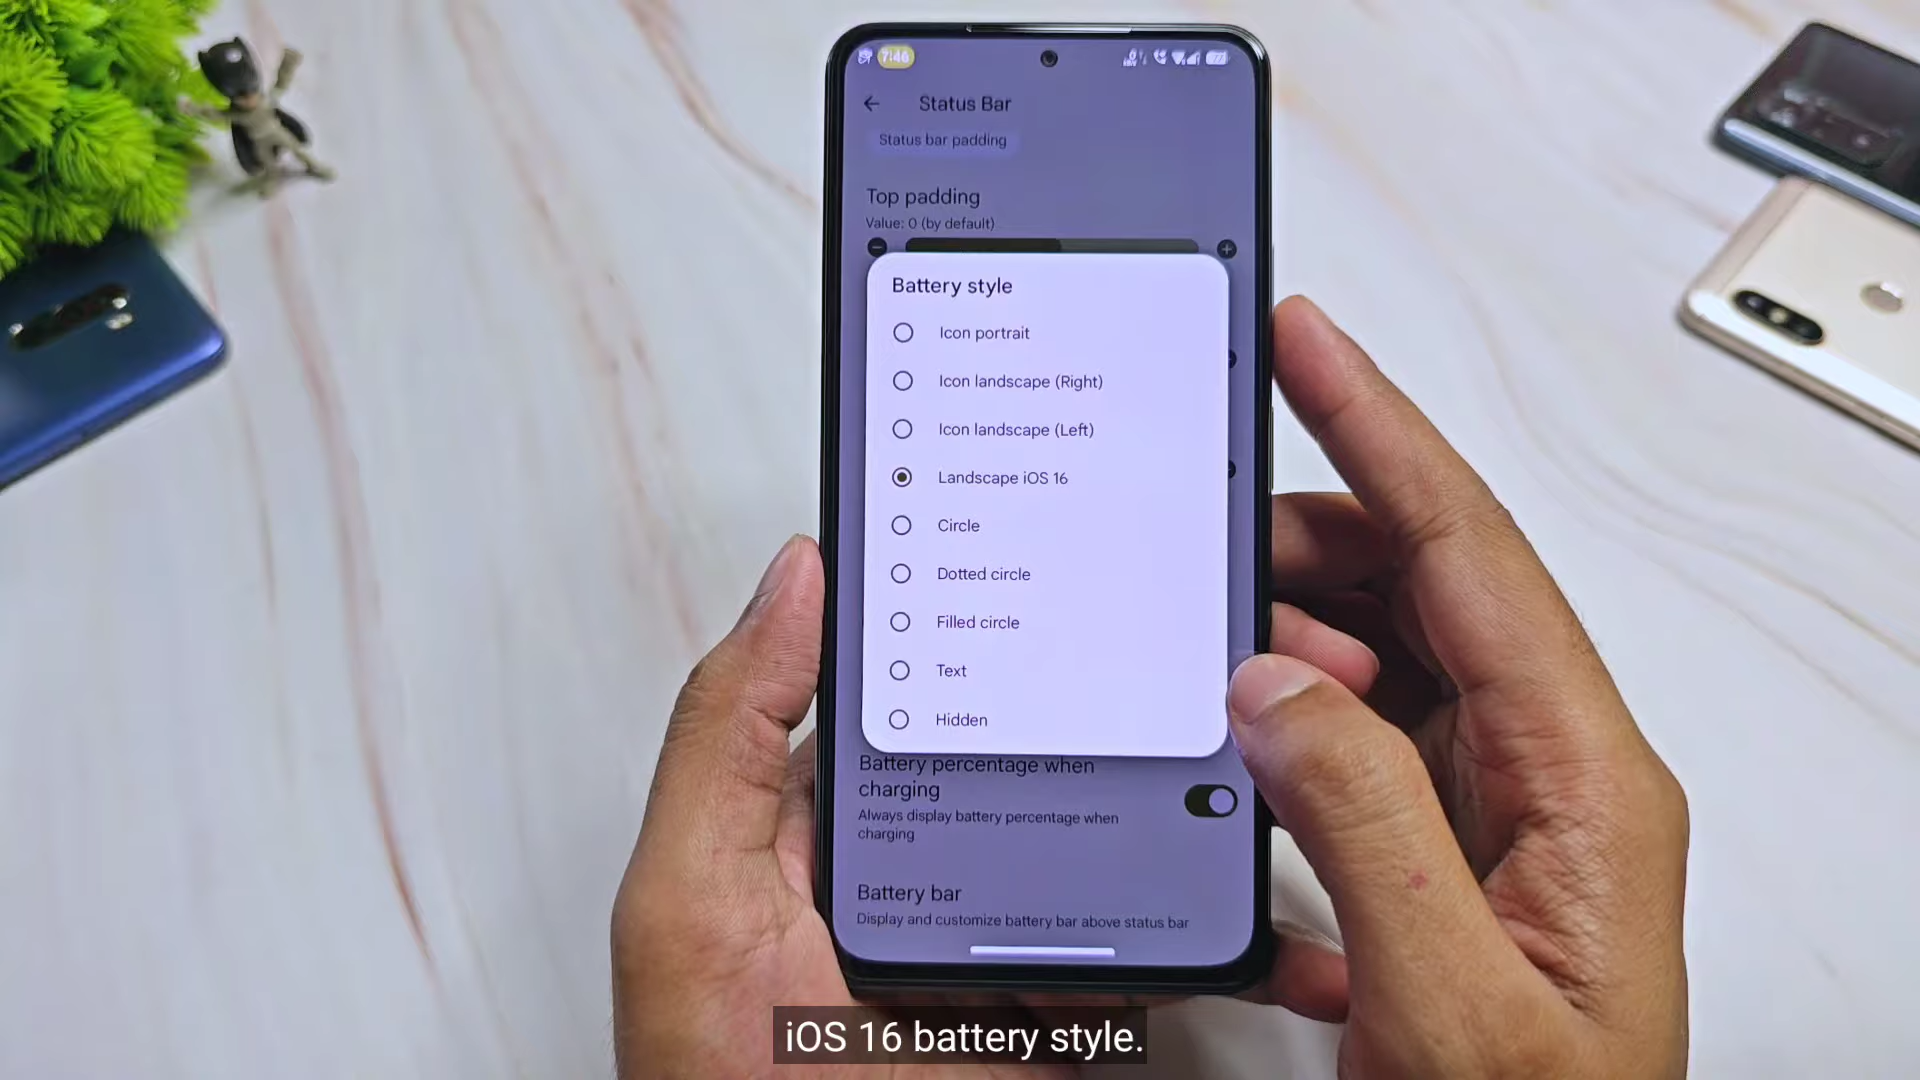 7:46
77
Status Bar
Status bar padding
Top padding
Value: 0 (by default)
Battery style
Icon portrait
Icon landscape (Right)
Icon landscape (Left)
Landscape iOS 16
Circle
Dotted circle
Filled circle
Text
Hidden
Battery percentage when
charging
Always display battery percentage when
charging
Battery bar
Display and customize battery bar above status bar
iOS 16 battery style.